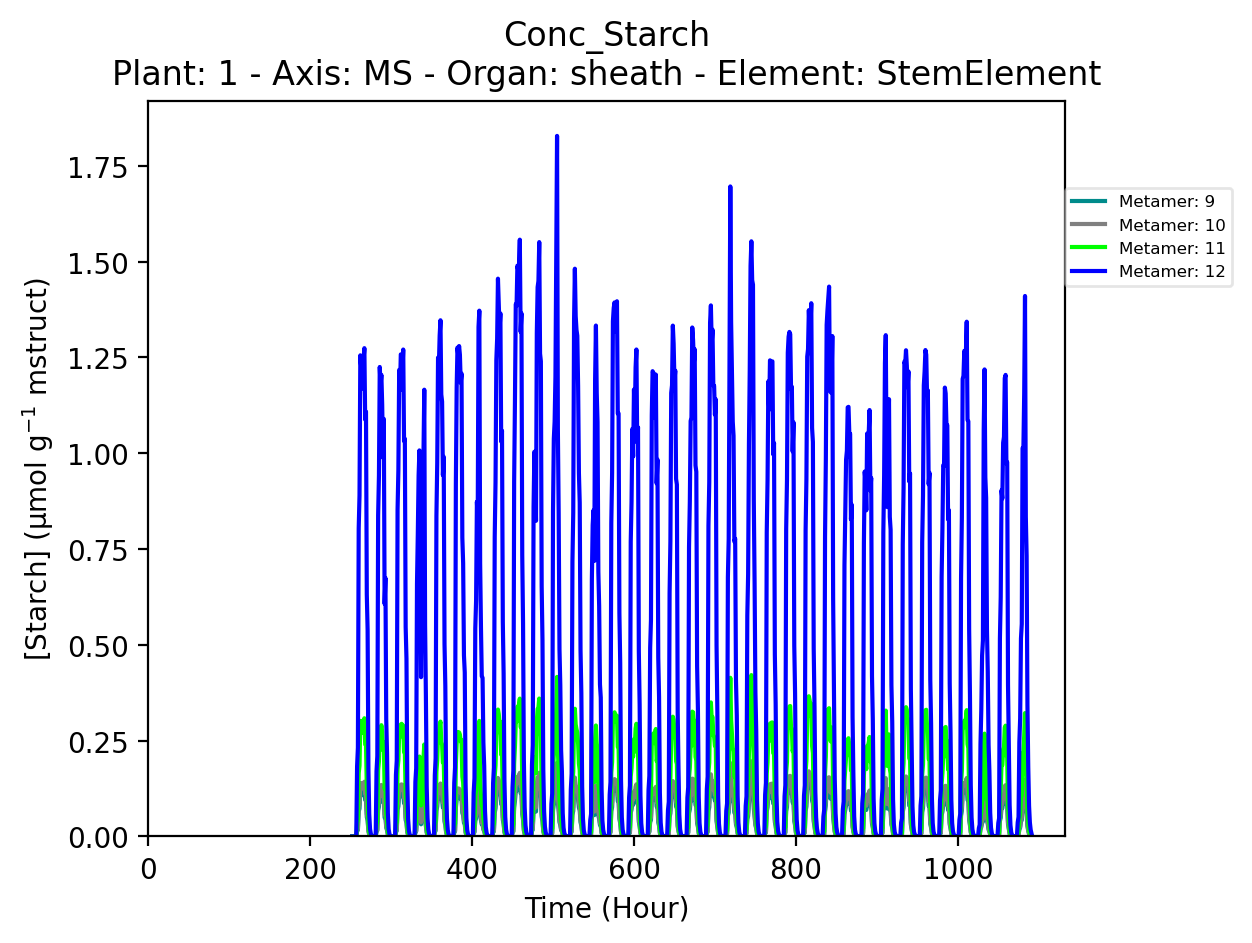 Conc_Starch
Plant: 1 - Axis: MS - Organ: sheath - Element: StemElement
[Starch] (µmol g⁻¹ mstruct)
1.75
1.50
1.25
1.00
0.75
0.50
0.25
0.00
0 200 400 600 800 1000
Time (Hour)
Metamer: 9
Metamer: 10
Metamer: 11
Metamer: 12